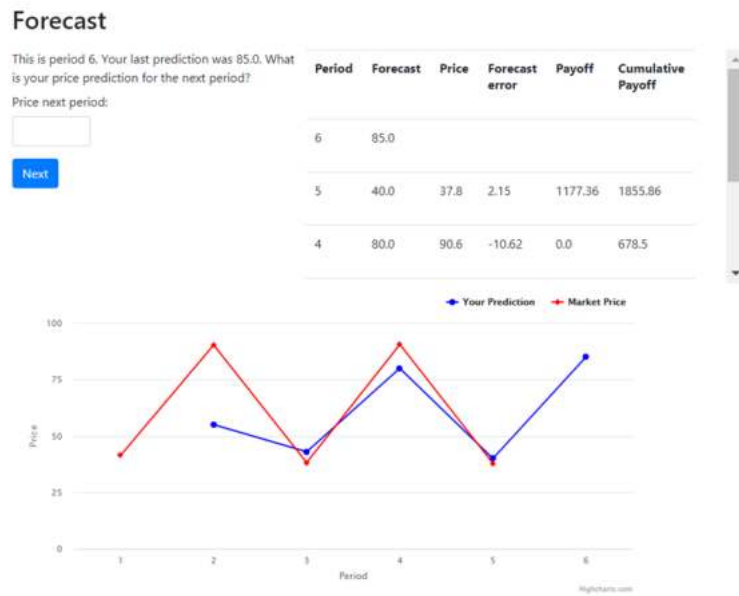 Forecast
This is period 6. Your last prediction was 85.0. What
is your price prediction for the next period?
Price next period:
Next
Period Forecast Price Forecast error Payoff Cumulative Payoff
6 85.0
5 40.0 37.8 2.15 1177.36 1855.86
4 80.0 90.6 -10.62 0.0 678.5
Your Prediction Market Price
100
75
50
25
0
Price
1 2 3 4 5 6
Period
Highcharts.com